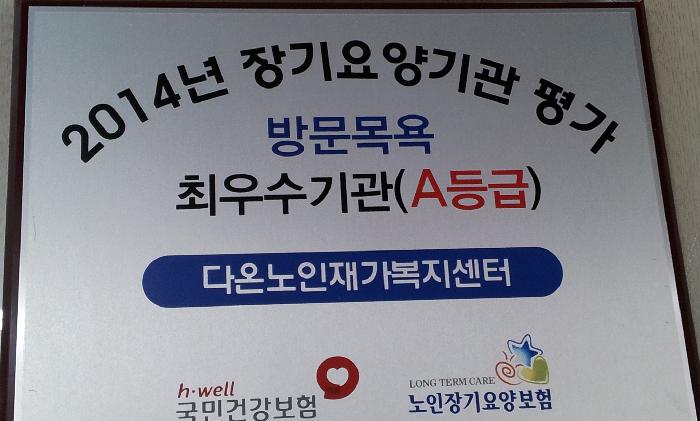 2014년 장기요양기관 평가
방문목욕
최우수기관(A등급)
다온노인재가복지센터
h·well
국민건강보험
LONG TERM CARE
노인장기요양보험